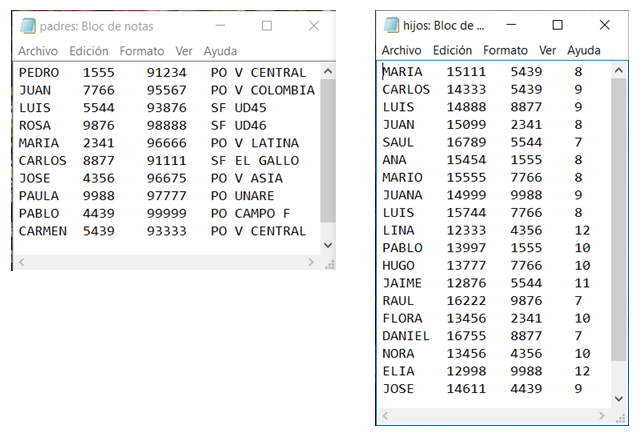 padres: Bloc de notas
Archivo Edición Formato Ver Ayuda
PEDRO 1555 91234 PO V CENTRAL
JUAN 7766 95567 PO V COLOMBIA
LUIS 5544 93876 SF UD45
ROSA 9876 98888 SF UD46
MARIA 2341 96666 PO V LATINA
CARLOS 8877 91111 SF EL GALLO
JOSE 4356 96675 PO V ASIA
PAULA 9988 97777 PO UNARE
PABLO 4439 99999 PO CAMPO F
CARMEN 5439 93333 PO V CENTRAL
hijos: Bloc de ...
Archivo Edición Formato Ver Ayuda
MARIA 15111 5439 8
CARLOS 14333 5439 9
LUIS 14888 8877 9
JUAN 15099 2341 8
SAUL 16789 5544 7
ANA 15454 1555 8
MARIO 15555 7766 8
JUANA 14999 9988 9
LUIS 15744 7766 8
LINA 12333 4356 12
PABLO 13997 1555 10
HUGO 13777 7766 10
JAIME 12876 5544 11
RAUL 16222 9876 7
FLORA 13456 2341 10
DANIEL 16755 8877 7
NORA 13456 4356 10
ELIA 12998 9988 12
JOSE 14611 4439 9